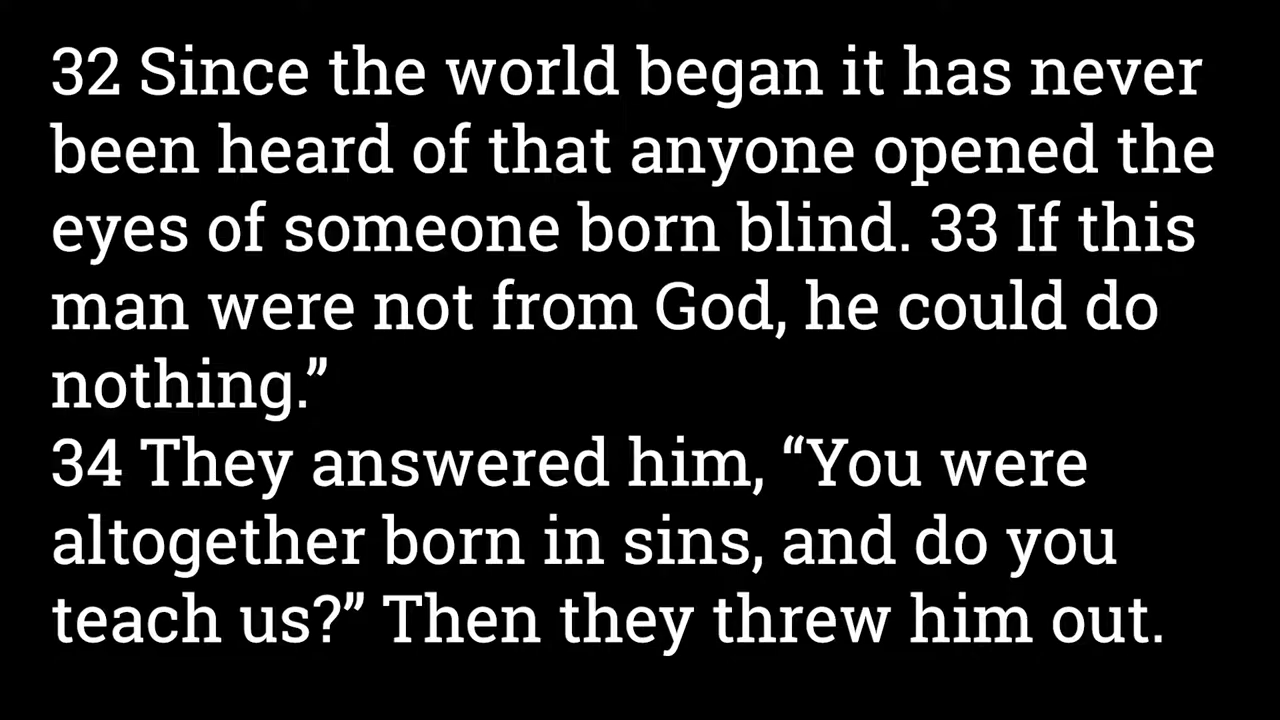 32 Since the world began it has never
been heard of that anyone opened the
eyes of someone born blind. 33 If this
man were not from God, he could do
nothing.”
34 They answered him, “You were
altogether born in sins, and do you
teach us?” Then they threw him out.